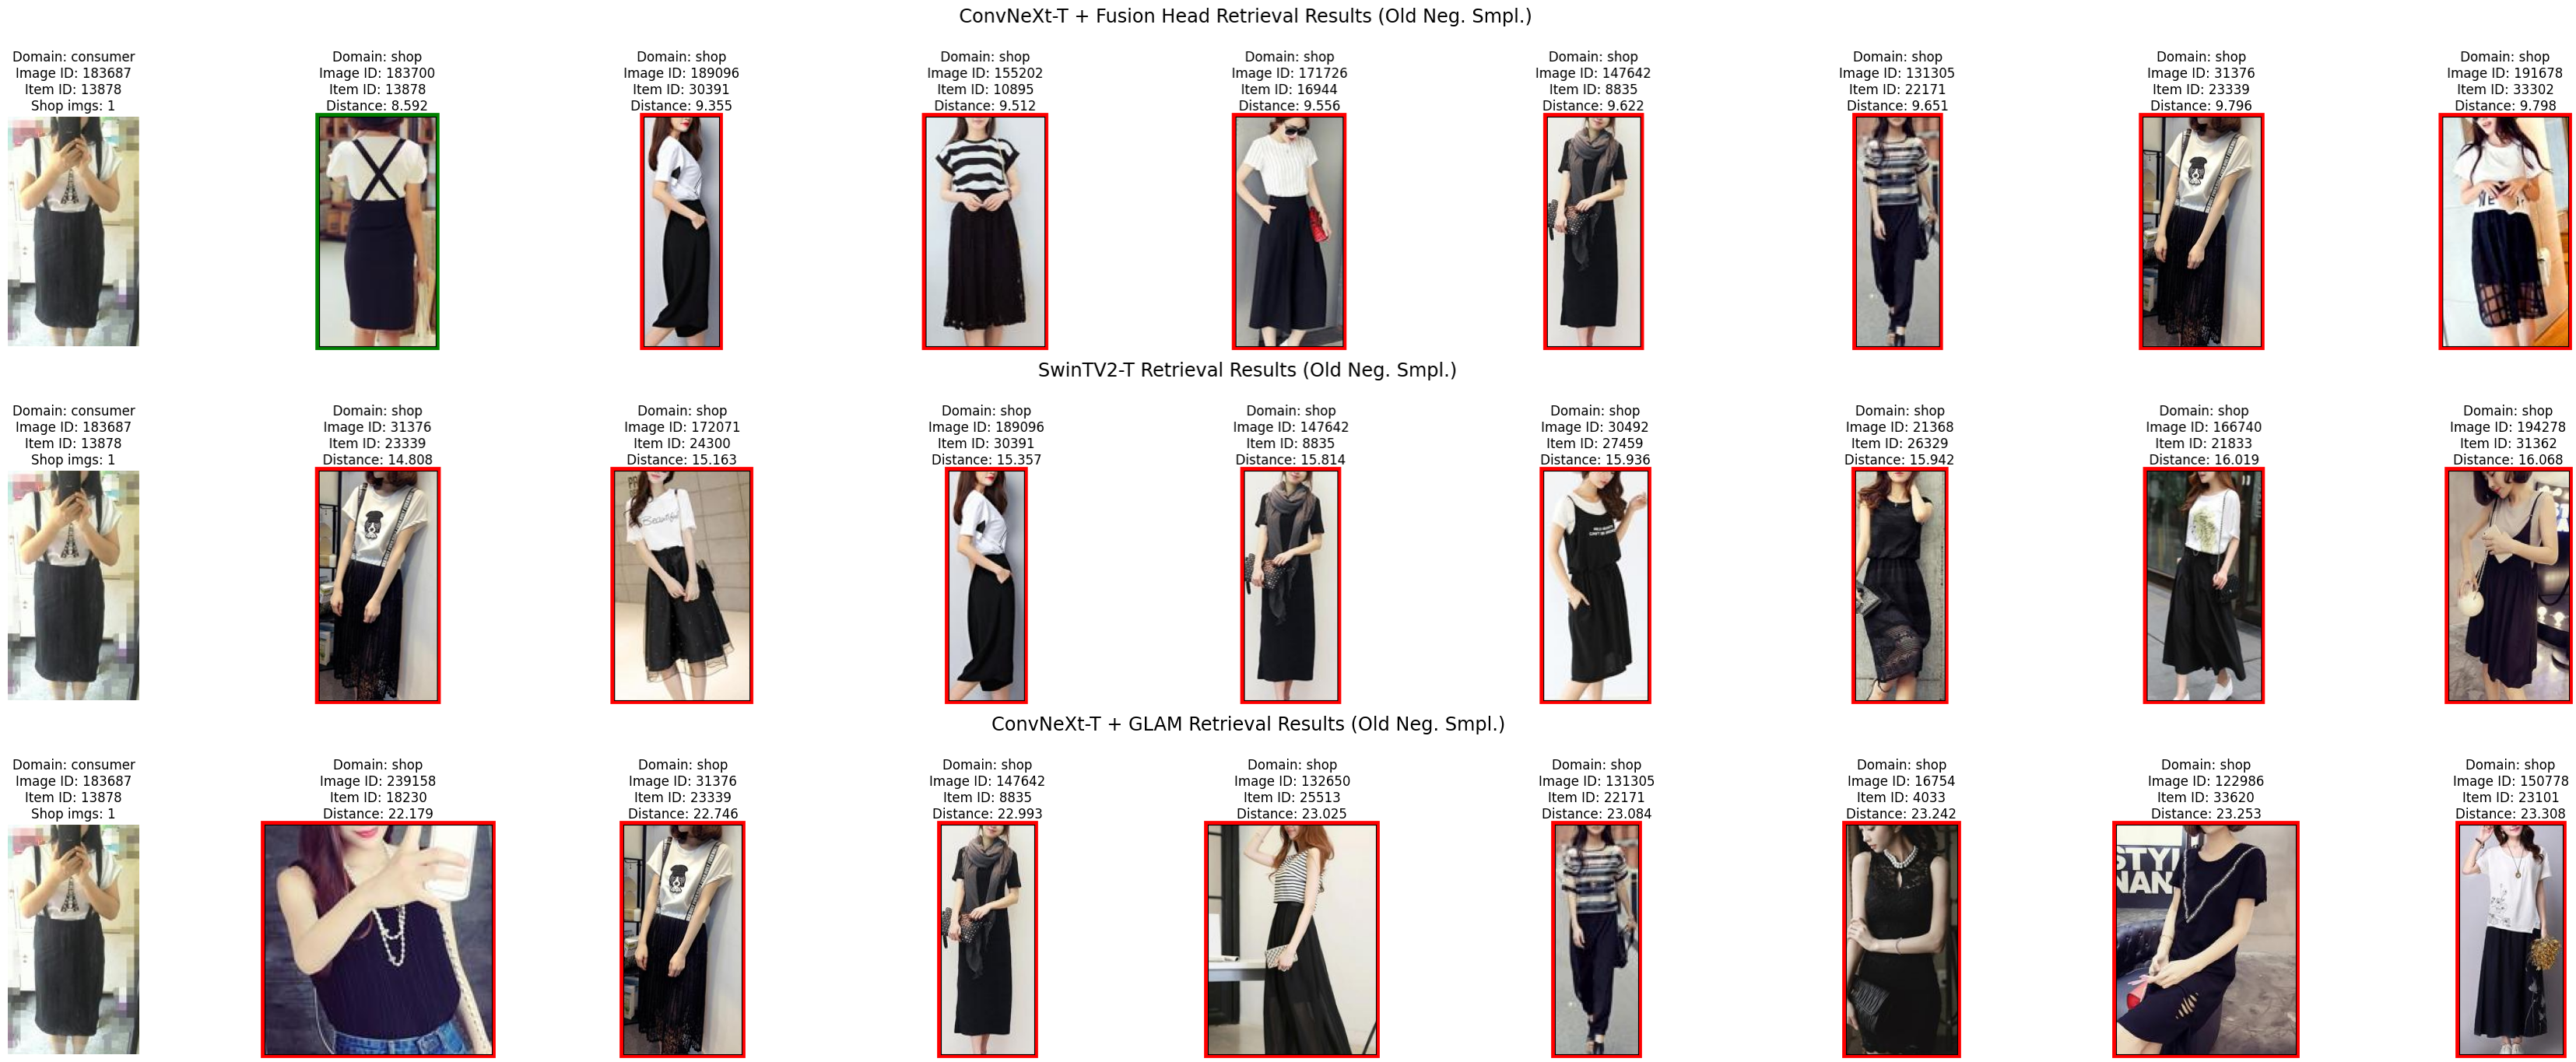 ConvNeXt-T + Fusion Head Retrieval Results (Old Neg. Smpl.)
Domain: consumer
Image ID: 183687
Item ID: 13878
Shop imgs: 1
Domain: shop
Image ID: 183700
Item ID: 13878
Distance: 8.592
Domain: shop
Image ID: 189096
Item ID: 30391
Distance: 9.355
Domain: shop
Image ID: 155202
Item ID: 10895
Distance: 9.512
Domain: shop
Image ID: 171726
Item ID: 16944
Distance: 9.556
Domain: shop
Image ID: 147642
Item ID: 8835
Distance: 9.622
Domain: shop
Image ID: 131305
Item ID: 22171
Distance: 9.651
Domain: shop
Image ID: 31376
Item ID: 23339
Distance: 9.796
Domain: shop
Image ID: 191678
Item ID: 33302
Distance: 9.798
SwinTV2-T Retrieval Results (Old Neg. Smpl.)
Domain: consumer
Image ID: 183687
Item ID: 13878
Shop imgs: 1
Domain: shop
Image ID: 31376
Item ID: 23339
Distance: 14.808
Domain: shop
Image ID: 172071
Item ID: 24300
Distance: 15.163
Domain: shop
Image ID: 189096
Item ID: 30391
Distance: 15.357
Domain: shop
Image ID: 147642
Item ID: 8835
Distance: 15.814
Domain: shop
Image ID: 30492
Item ID: 27459
Distance: 15.936
Domain: shop
Image ID: 21368
Item ID: 26329
Distance: 15.942
Domain: shop
Image ID: 166740
Item ID: 21833
Distance: 16.019
Domain: shop
Image ID: 194278
Item ID: 31362
Distance: 16.068
Beautiful
ConvNeXt-T + GLAM Retrieval Results (Old Neg. Smpl.)
Domain: consumer
Image ID: 183687
Item ID: 13878
Shop imgs: 1
Domain: shop
Image ID: 239158
Item ID: 18230
Distance: 22.179
Domain: shop
Image ID: 31376
Item ID: 23339
Distance: 22.746
Domain: shop
Image ID: 147642
Item ID: 8835
Distance: 22.993
Domain: shop
Image ID: 132650
Item ID: 25513
Distance: 23.025
Domain: shop
Image ID: 131305
Item ID: 22171
Distance: 23.084
Domain: shop
Image ID: 16754
Item ID: 4033
Distance: 23.242
Domain: shop
Image ID: 122986
Item ID: 33620
Distance: 23.253
Domain: shop
Image ID: 150778
Item ID: 23101
Distance: 23.308
STYL
NAN